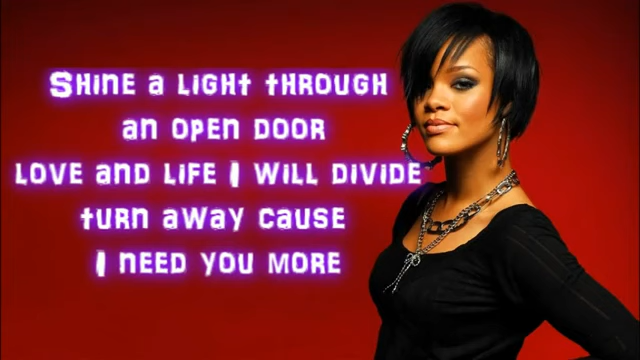 Shine a light through
an open door
love and life I will divide
turn away cause
I need you more